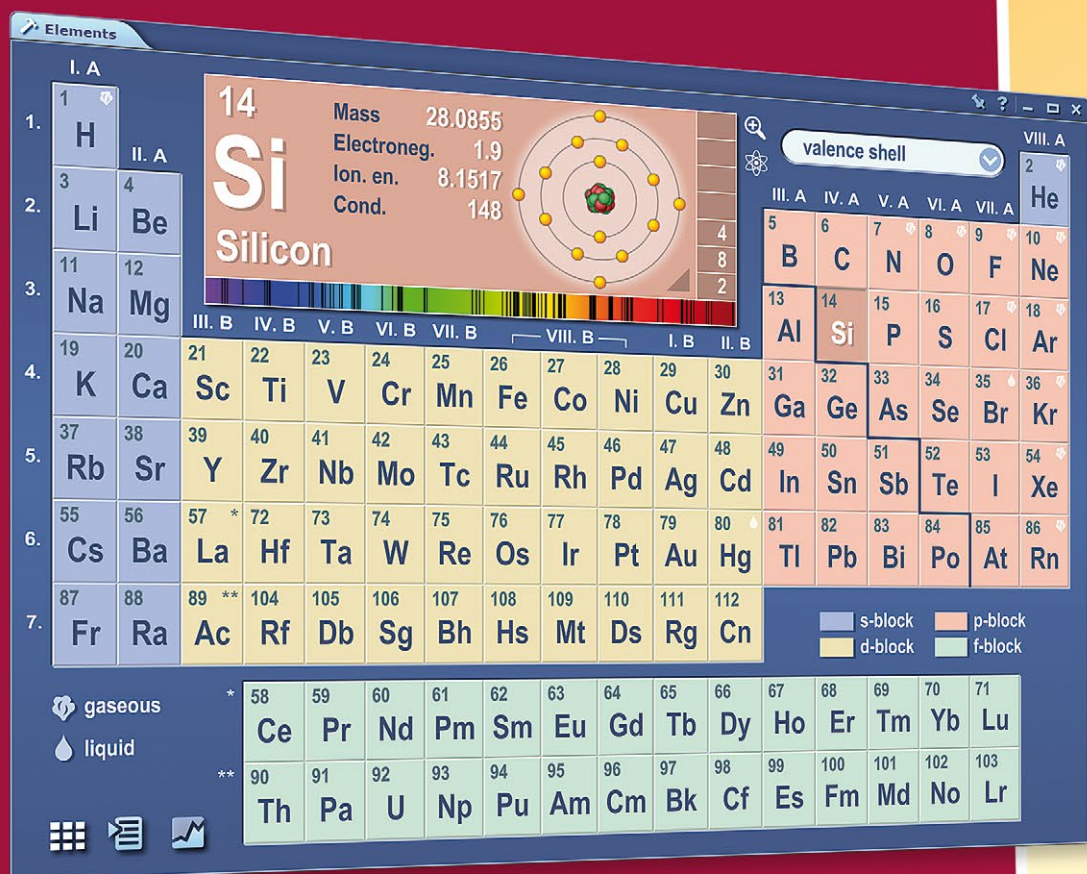 Elements
I. A
II. A
III. A IV. A V. A VI. A VII. A VIII. A
valence shell
14
Si
Silicon
Mass 28.0855
Electroneg. 1.9
Ion. en. 8.1517
Cond. 148
4
8
2
III. B IV. B V. B VI. B VII. B VIII. B I. B II. B
1. 1 H 2 He
2. 3 Li 4 Be 5 B 6 C 7 N 8 O 9 F 10 Ne
3. 11 Na 12 Mg 13 Al 14 Si 15 P 16 S 17 Cl 18 Ar
4. 19 K 20 Ca 21 Sc 22 Ti 23 V 24 Cr 25 Mn 26 Fe 27 Co 28 Ni 29 Cu 30 Zn 31 Ga 32 Ge 33 As 34 Se 35 Br 36 Kr
5. 37 Rb 38 Sr 39 Y 40 Zr 41 Nb 42 Mo 43 Tc 44 Ru 45 Rh 46 Pd 47 Ag 48 Cd 49 In 50 Sn 51 Sb 52 Te 53 I 54 Xe
6. 55 Cs 56 Ba 57 * La 72 Hf 73 Ta 74 W 75 Re 76 Os 77 Ir 78 Pt 79 Au 80 Hg 81 Tl 82 Pb 83 Bi 84 Po 85 At 86 Rn
7. 87 Fr 88 Ra 89 ** Ac 104 Rf 105 Db 106 Sg 107 Bh 108 Hs 109 Mt 110 Ds 111 Rg 112 Cn
s-block p-block
d-block f-block
gaseous
liquid
* 58 Ce 59 Pr 60 Nd 61 Pm 62 Sm 63 Eu 64 Gd 65 Tb 66 Dy 67 Ho 68 Er 69 Tm 70 Yb 71 Lu
** 90 Th 91 Pa 92 U 93 Np 94 Pu 95 Am 96 Cm 97 Bk 98 Cf 99 Es 100 Fm 101 Md 102 No 103 Lr